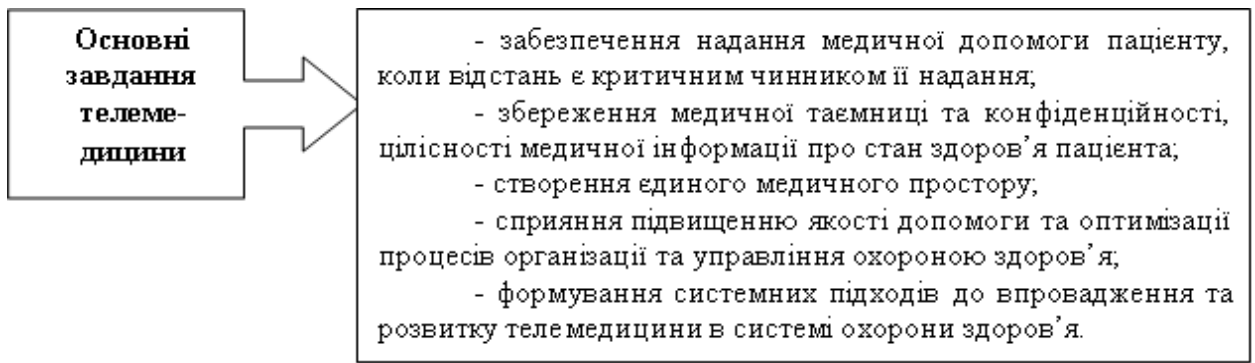 Основні
завдання
телеме-
дицини
- забезпечення надання медичної допомоги пацієнту,
коли відстань є критичним чинником її надання;
- збереження медичної таємниці та конфіденційності,
цілісності медичної інформації про стан здоров’я пацієнта;
- створення єдиного медичного простору;
- сприяння підвищенню якості допомоги та оптимізації
процесів організації та управління охороною здоров’я;
- формування системних підходів до впровадження та
розвитку телемедицини в системі охорони здоров’я.